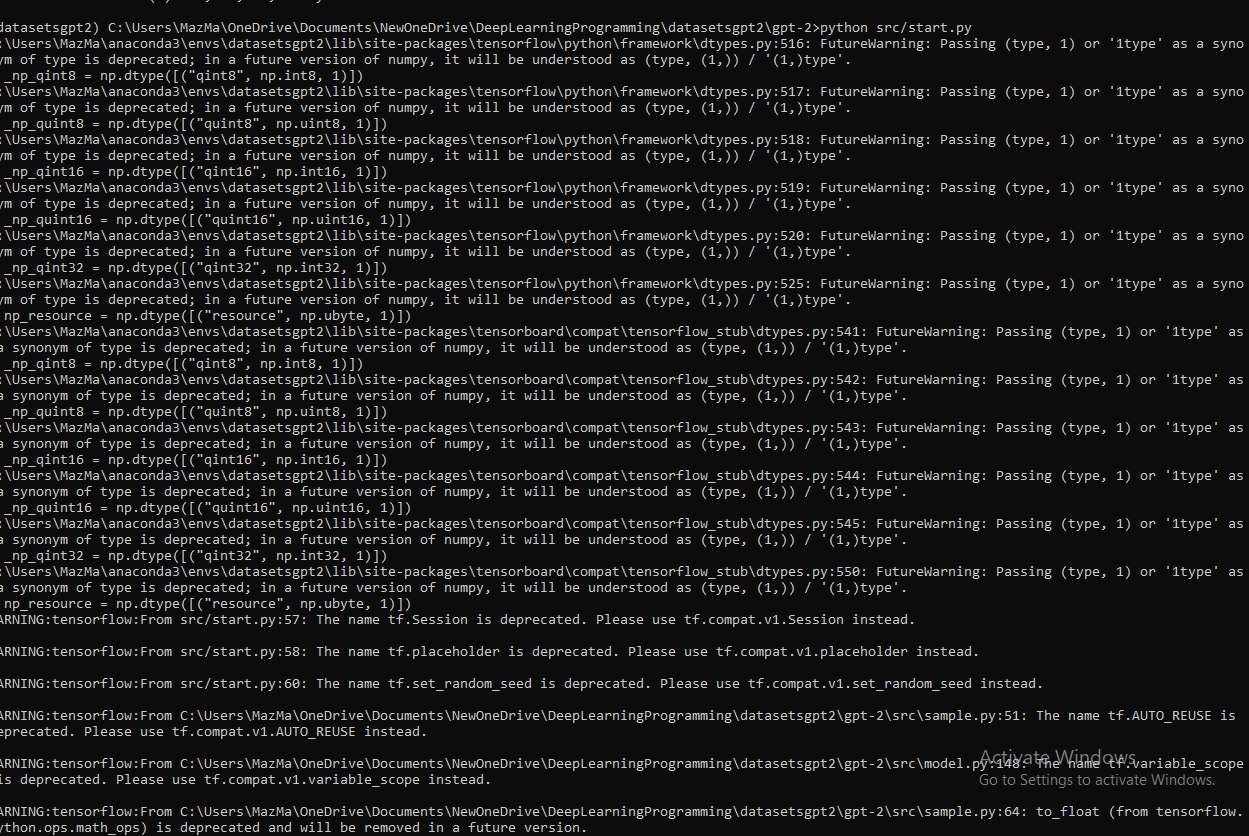 datasetsgpt2) C:\Users\MazMa\OneDrive\Documents\NewOneDrive\DeepLearningProgramming\datasetsgpt2\gpt-2>python src/start.py
:\Users\MazMa\anaconda3\envs\datasetsgpt2\lib\site-packages\tensorflow\python\framework\dtypes.py:516: FutureWarning: Passing (type, 1) or '1type' as a syno
ym of type is deprecated; in a future version of numpy, it will be understood as (type, (1,)) / '(1,)type'.
_np_qint8 = np.dtype([("qint8", np.int8, 1)])
:\Users\MazMa\anaconda3\envs\datasetsgpt2\lib\site-packages\tensorflow\python\framework\dtypes.py:517: FutureWarning: Passing (type, 1) or '1type' as a syno
ym of type is deprecated; in a future version of numpy, it will be understood as (type, (1,)) / '(1,)type'.
_np_quint8 = np.dtype([("quint8", np.uint8, 1)])
:\Users\MazMa\anaconda3\envs\datasetsgpt2\lib\site-packages\tensorflow\python\framework\dtypes.py:518: FutureWarning: Passing (type, 1) or '1type' as a syno
ym of type is deprecated; in a future version of numpy, it will be understood as (type, (1,)) / '(1,)type'.
_np_qint16 = np.dtype([("qint16", np.int16, 1)])
:\Users\MazMa\anaconda3\envs\datasetsgpt2\lib\site-packages\tensorflow\python\framework\dtypes.py:519: FutureWarning: Passing (type, 1) or '1type' as a syno
ym of type is deprecated; in a future version of numpy, it will be understood as (type, (1,)) / '(1,)type'.
_np_quint16 = np.dtype([("quint16", np.uint16, 1)])
:\Users\MazMa\anaconda3\envs\datasetsgpt2\lib\site-packages\tensorflow\python\framework\dtypes.py:520: FutureWarning: Passing (type, 1) or '1type' as a syno
ym of type is deprecated; in a future version of numpy, it will be understood as (type, (1,)) / '(1,)type'.
_np_qint32 = np.dtype([("qint32", np.int32, 1)])
:\Users\MazMa\anaconda3\envs\datasetsgpt2\lib\site-packages\tensorflow\python\framework\dtypes.py:525: FutureWarning: Passing (type, 1) or '1type' as a syno
ym of type is deprecated; in a future version of numpy, it will be understood as (type, (1,)) / '(1,)type'.
np_resource = np.dtype([("resource", np.ubyte, 1)])
:\Users\MazMa\anaconda3\envs\datasetsgpt2\lib\site-packages\tensorboard\compat\tensorflow_stub\dtypes.py:541: FutureWarning: Passing (type, 1) or '1type' as
a synonym of type is deprecated; in a future version of numpy, it will be understood as (type, (1,)) / '(1,)type'.
_np_qint8 = np.dtype([("qint8", np.int8, 1)])
:\Users\MazMa\anaconda3\envs\datasetsgpt2\lib\site-packages\tensorboard\compat\tensorflow_stub\dtypes.py:542: FutureWarning: Passing (type, 1) or '1type' as
a synonym of type is deprecated; in a future version of numpy, it will be understood as (type, (1,)) / '(1,)type'.
_np_quint8 = np.dtype([("quint8", np.uint8, 1)])
:\Users\MazMa\anaconda3\envs\datasetsgpt2\lib\site-packages\tensorboard\compat\tensorflow_stub\dtypes.py:543: FutureWarning: Passing (type, 1) or '1type' as
a synonym of type is deprecated; in a future version of numpy, it will be understood as (type, (1,)) / '(1,)type'.
_np_qint16 = np.dtype([("qint16", np.int16, 1)])
:\Users\MazMa\anaconda3\envs\datasetsgpt2\lib\site-packages\tensorboard\compat\tensorflow_stub\dtypes.py:544: FutureWarning: Passing (type, 1) or '1type' as
a synonym of type is deprecated; in a future version of numpy, it will be understood as (type, (1,)) / '(1,)type'.
_np_quint16 = np.dtype([("quint16", np.uint16, 1)])
:\Users\MazMa\anaconda3\envs\datasetsgpt2\lib\site-packages\tensorboard\compat\tensorflow_stub\dtypes.py:545: FutureWarning: Passing (type, 1) or '1type' as
a synonym of type is deprecated; in a future version of numpy, it will be understood as (type, (1,)) / '(1,)type'.
_np_qint32 = np.dtype([("qint32", np.int32, 1)])
:\Users\MazMa\anaconda3\envs\datasetsgpt2\lib\site-packages\tensorboard\compat\tensorflow_stub\dtypes.py:550: FutureWarning: Passing (type, 1) or '1type' as
a synonym of type is deprecated; in a future version of numpy, it will be understood as (type, (1,)) / '(1,)type'.
np_resource = np.dtype([("resource", np.ubyte, 1)])
ARNING:tensorflow:From src/start.py:57: The name tf.Session is deprecated. Please use tf.compat.v1.Session instead.
ARNING:tensorflow:From src/start.py:58: The name tf.placeholder is deprecated. Please use tf.compat.v1.placeholder instead.
ARNING:tensorflow:From src/start.py:60: The name tf.set_random_seed is deprecated. Please use tf.compat.v1.set_random_seed instead.
ARNING:tensorflow:From C:\Users\MazMa\OneDrive\Documents\NewOneDrive\DeepLearningProgramming\datasetsgpt2\gpt-2\src\sample.py:51: The name tf.AUTO_REUSE is
eprecated. Please use tf.compat.v1.AUTO_REUSE instead.
ARNING:tensorflow:From C:\Users\MazMa\OneDrive\Documents\NewOneDrive\DeepLearningProgramming\datasetsgpt2\gpt-2\src\model.py:148: The name tf.variable_scope
is deprecated. Please use tf.compat.v1.variable_scope instead.
ARNING:tensorflow:From C:\Users\MazMa\OneDrive\Documents\NewOneDrive\DeepLearningProgramming\datasetsgpt2\gpt-2\src\sample.py:64: to_float (from tensorflow.
ython.ops.math_ops) is deprecated and will be removed in a future version.
Activate Windows
Go to Settings to activate Windows.